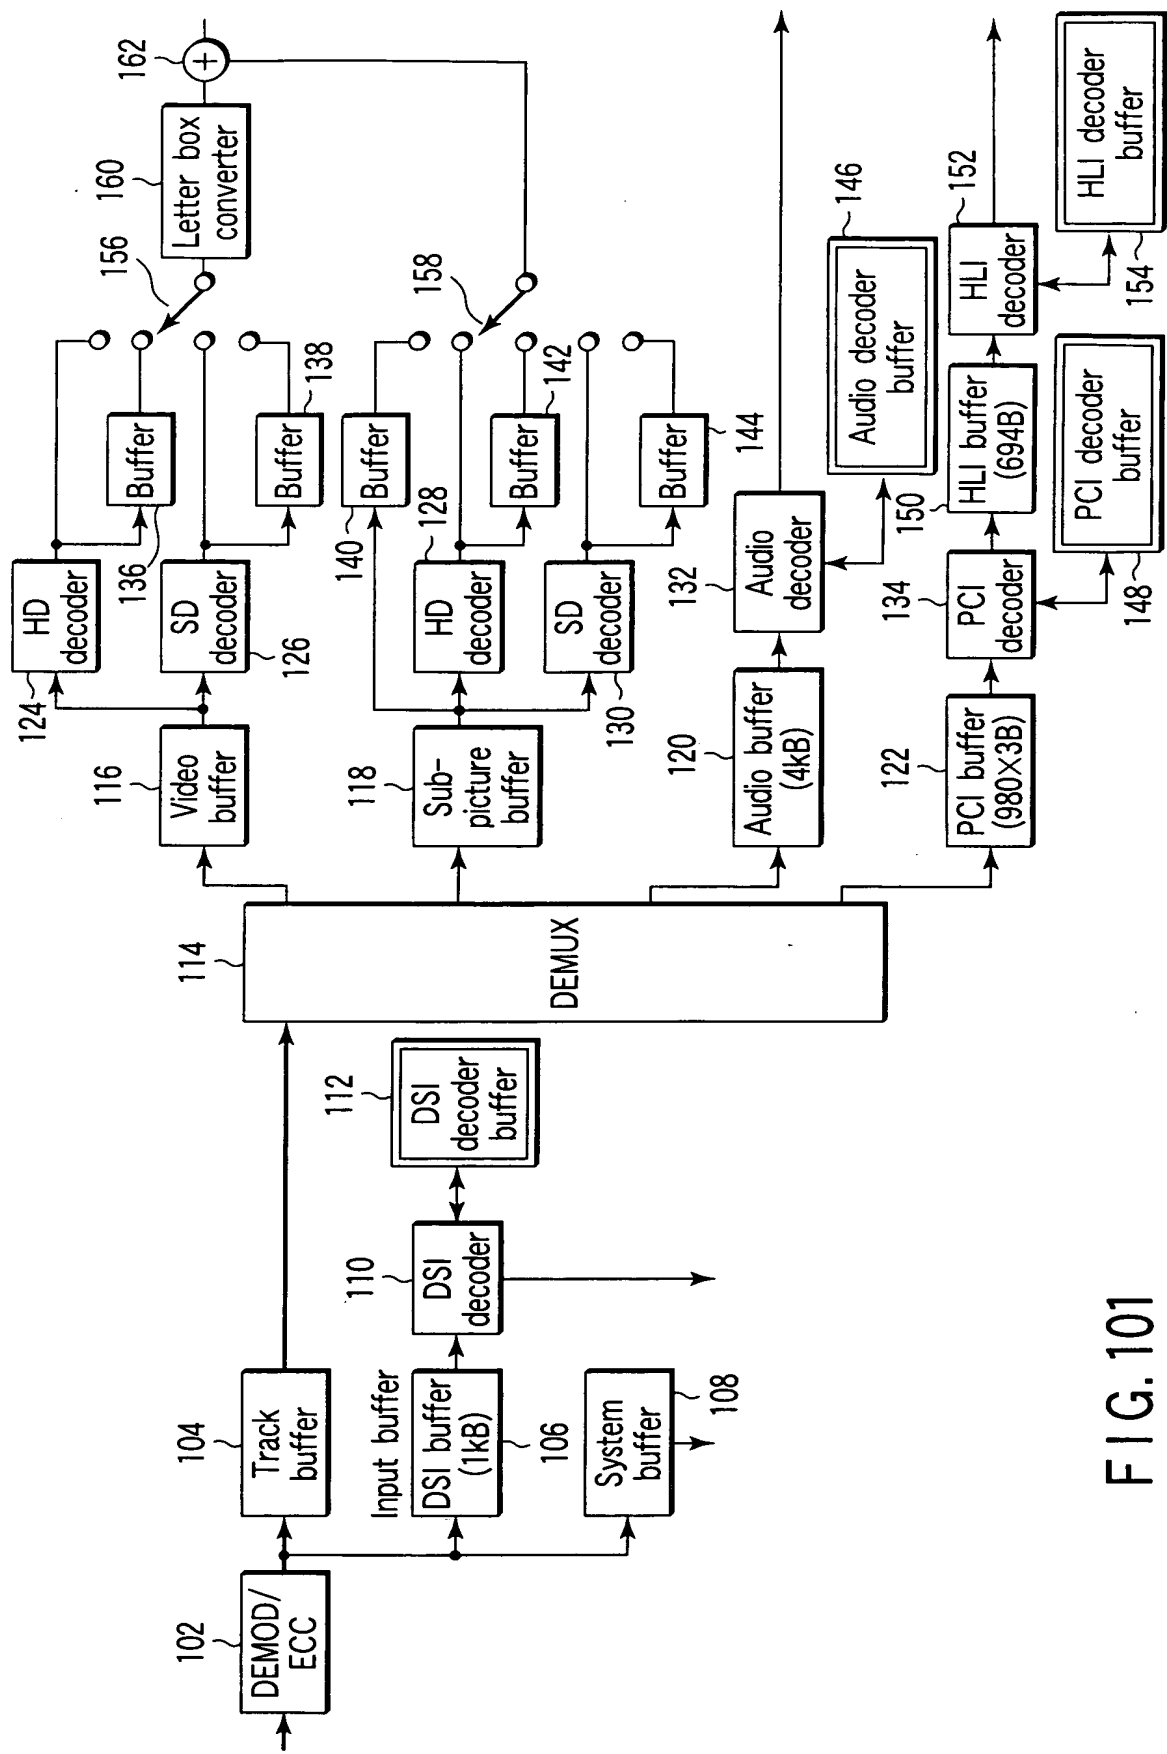 102
DEMOD/
ECC
104
Track
buffer
Input buffer
DSI buffer
(1kB)
106
System
buffer
108
110
DSI
decoder
112
DSI
decoder
buffer
114
DEMUX
116
Video
buffer
118
Sub-
picture
buffer
120
Audio buffer
(4kB)
122
PCI buffer
(980×3B)
124
HD
decoder
SD
decoder
126
HD
decoder
128
SD
decoder
130
132
Audio
decoder
134
PCI
decoder
Buffer
136
Buffer
138
140
Buffer
Buffer
142
Buffer
144
Audio decoder
buffer
146
PCI decoder
buffer
148
150
HLI buffer
(694B)
HLI
decoder
152
HLI decoder
buffer
154
156
158
160
Letter box
converter
162
+
FIG. 101